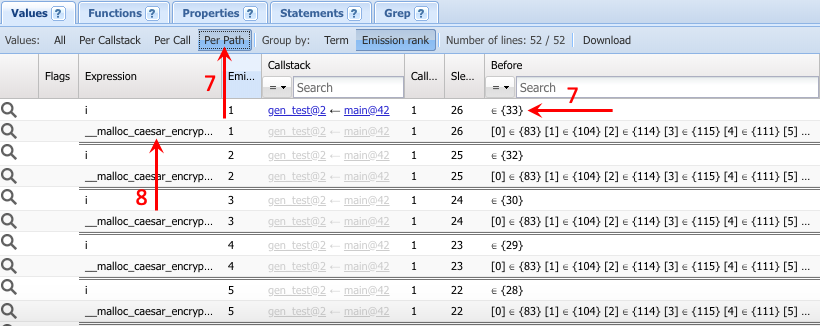 Values ? Functions ? Properties ? Statements ? Grep ?
Values: All Per Callstack Per Call Per Path Group by: Term Emission rank Number of lines: 52 / 52 Download
Flags Expression Emi... Callstack Call... Sle... Before
= Search = Search
7
7
8
i 1 gen_test@2 ← main@42 1 26 ∈ {33}
__malloc_caesar_encryp... 1 gen_test@2 ← main@42 1 26 [0] ∈ {83} [1] ∈ {104} [2] ∈ {114} [3] ∈ {115} [4] ∈ {111} [5] ...
i 2 gen_test@2 ← main@42 1 25 ∈ {32}
__malloc_caesar_encryp... 2 gen_test@2 ← main@42 1 25 [0] ∈ {83} [1] ∈ {104} [2] ∈ {114} [3] ∈ {115} [4] ∈ {111} [5] ...
i 3 gen_test@2 ← main@42 1 24 ∈ {30}
__malloc_caesar_encryp... 3 gen_test@2 ← main@42 1 24 [0] ∈ {83} [1] ∈ {104} [2] ∈ {114} [3] ∈ {115} [4] ∈ {111} [5] ...
i 4 gen_test@2 ← main@42 1 23 ∈ {29}
__malloc_caesar_encryp... 4 gen_test@2 ← main@42 1 23 [0] ∈ {83} [1] ∈ {104} [2] ∈ {114} [3] ∈ {115} [4] ∈ {111} [5] ...
i 5 gen_test@2 ← main@42 1 22 ∈ {28}
__malloc_caesar_encryp... 5 gen_test@2 ← main@42 1 22 [0] ∈ {83} [1] ∈ {104} [2] ∈ {114} [3] ∈ {115} [4] ∈ {111} [5] ...